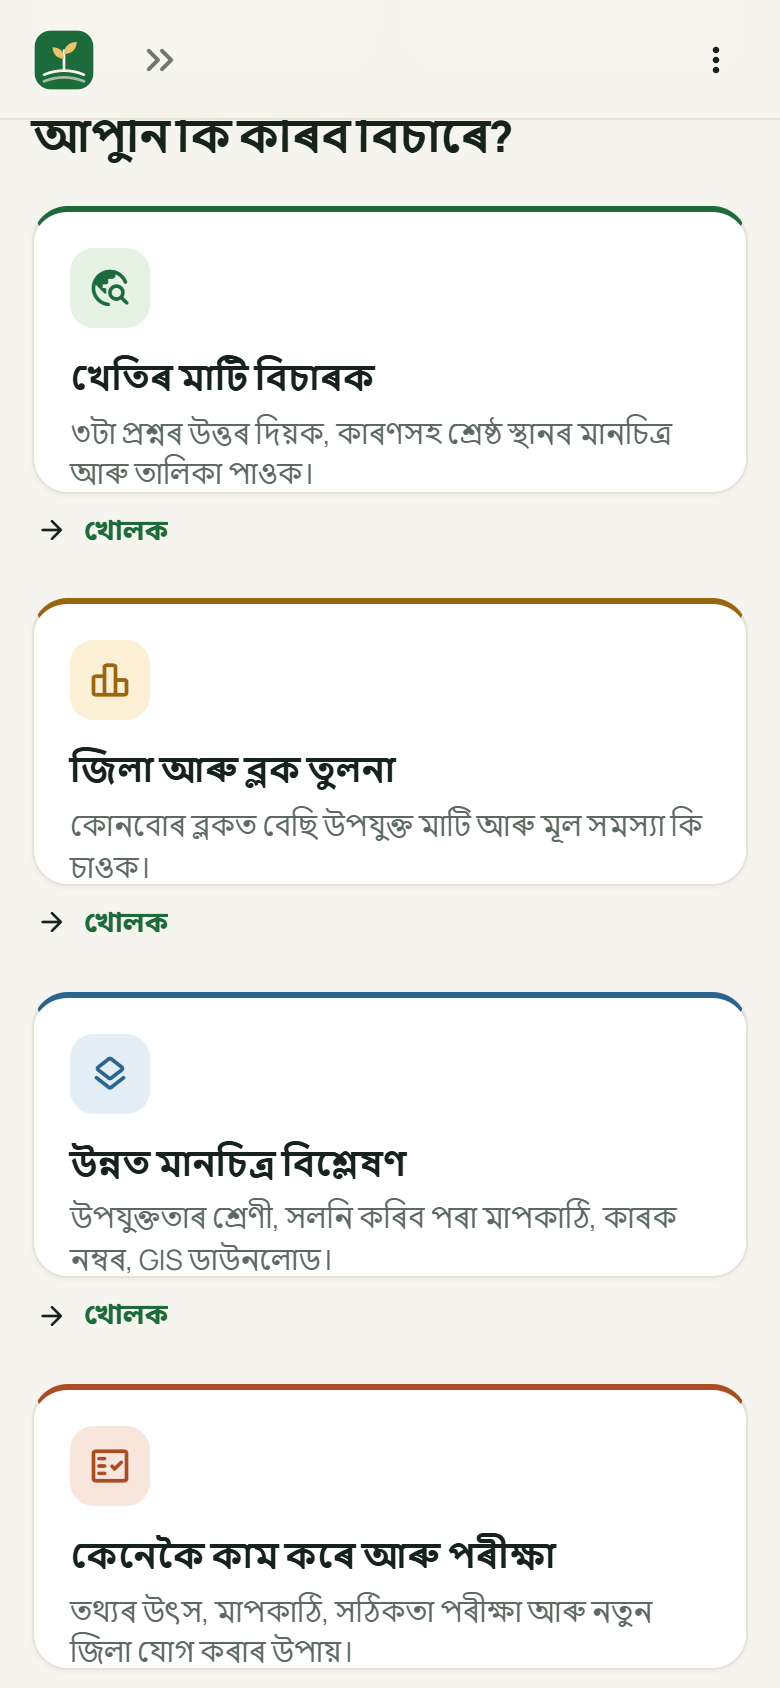 আপুনি কি কৰিব বিচাৰে?
খেতিৰ মাটি বিচাৰক
৩টা প্ৰশ্নৰ উত্তৰ দিয়ক, কাৰণসহ শ্ৰেষ্ঠ স্থানৰ মানচিত্ৰ
আৰু তালিকা পাওক।
→ খোলক
জিলা আৰু ব্লক তুলনা
কোনবোৰ ব্লকত বেছি উপযুক্ত মাটি আৰু মূল সমস্যা কি
চাওক।
→ খোলক
উন্নত মানচিত্ৰ বিশ্লেষণ
উপযুক্ততাৰ শ্ৰেণী, সলনি কৰিব পৰা মাপকাঠি, কাৰক
নম্বৰ, GIS ডাউনলোড।
→ খোলক
কেনেকৈ কাম কৰে আৰু পৰীক্ষা
তথ্যৰ উৎস, মাপকাঠি, সঠিকতা পৰীক্ষা আৰু নতুন
জিলা যোগ কৰাৰ উপায়।